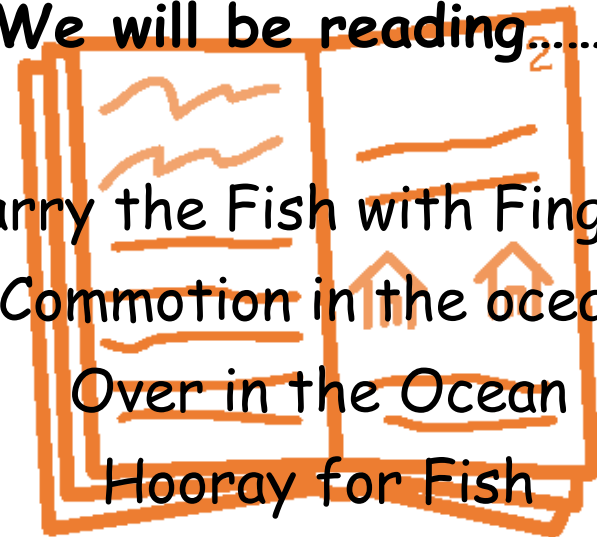 We will be reading......
2
arry the Fish with Fing
Commotion in the ocea
Over in the Ocean
Hooray for Fish